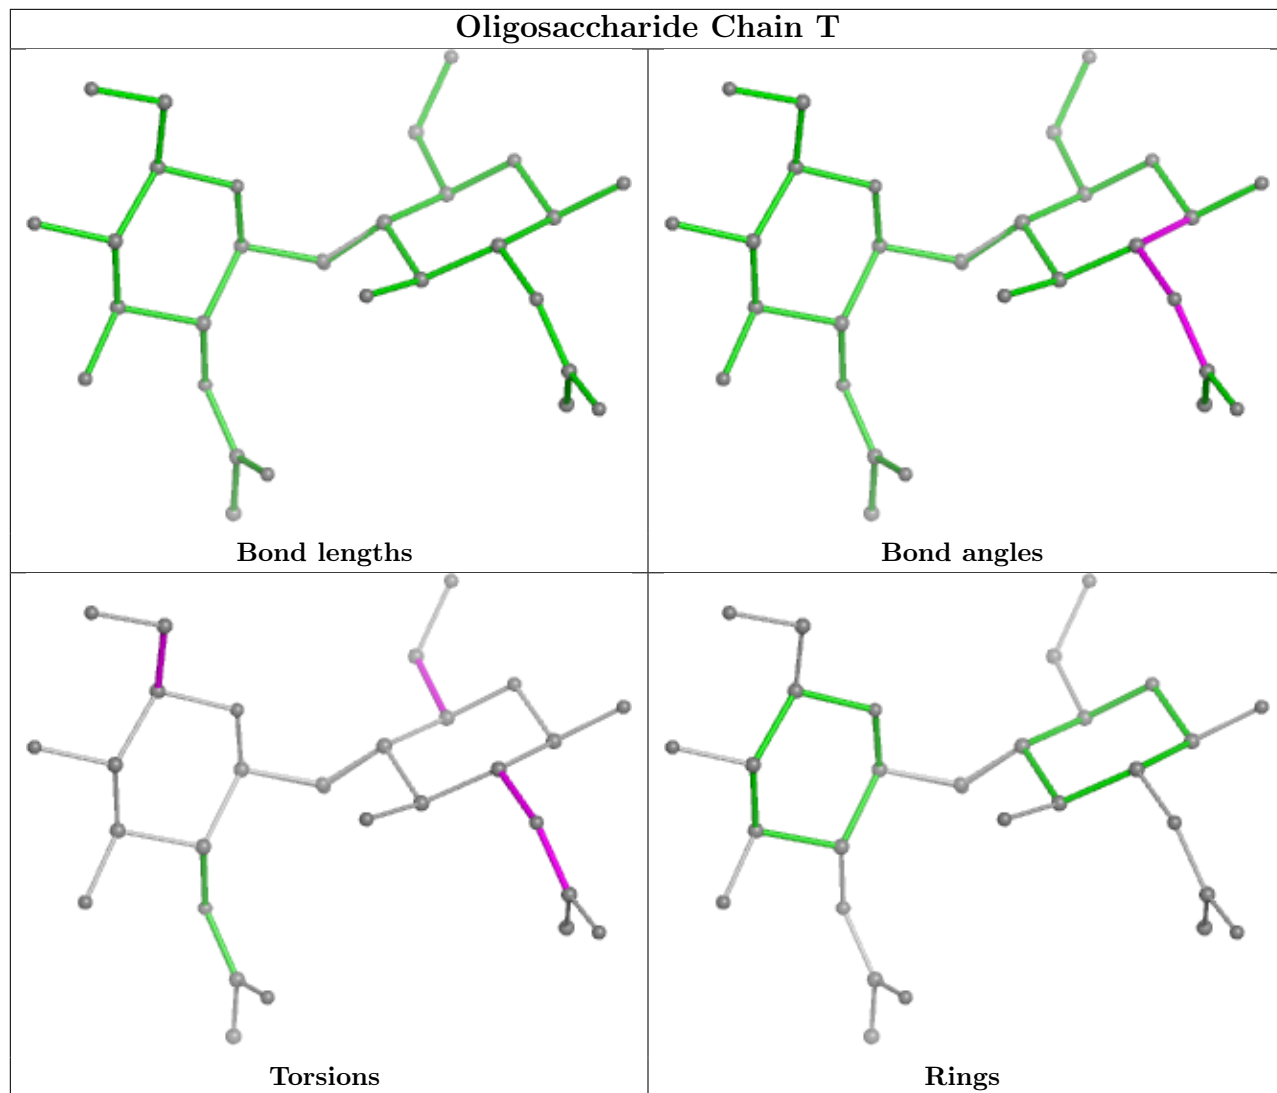 Oligosaccharide Chain T
Bond lengths
Bond angles
Torsions
Rings